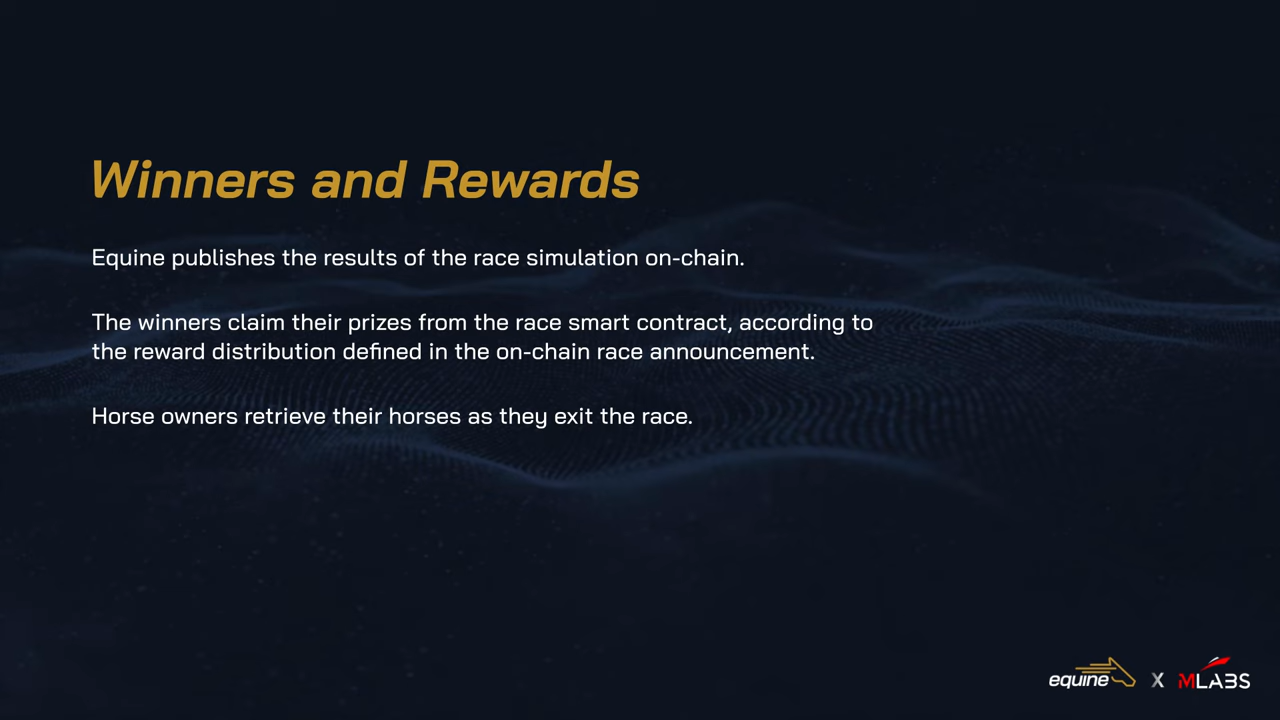 Winners and Rewards
Equine publishes the results of the race simulation on-chain.
The winners claim their prizes from the race smart contract, according to
the reward distribution defined in the on-chain race announcement.
Horse owners retrieve their horses as they exit the race.
equine X MLABS